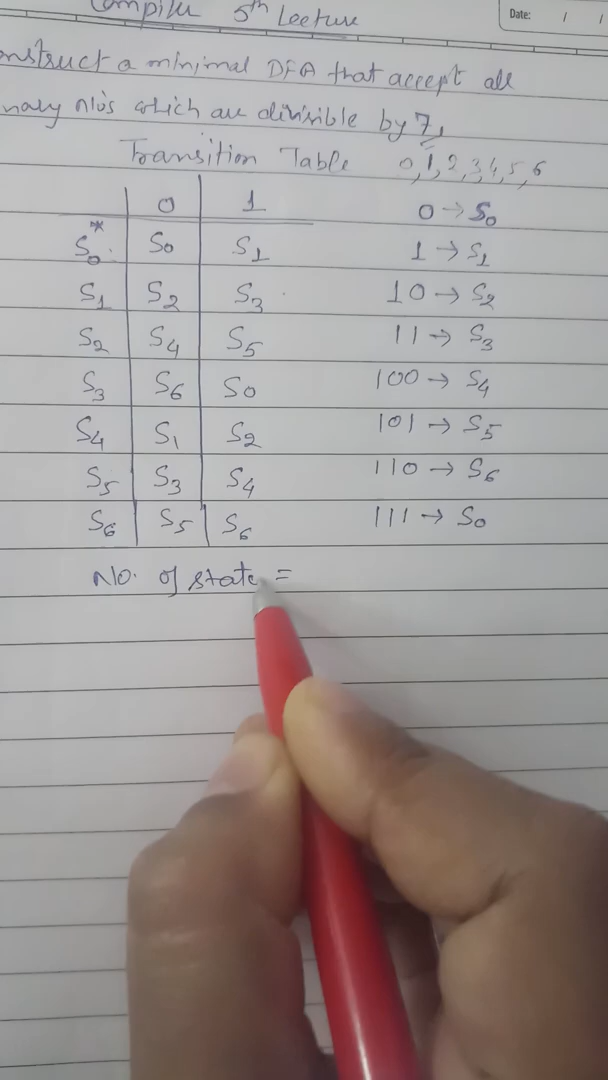 Compiler 5th Lecture
Date: / /
onstruct a minimal DFA that accept all
nary no's which are divisible by 7,
Transition Table 0,1,2,3,4,5,6
0 1 0 → S0
S0* S0 S1 1 → S1
S1 S2 S3 10 → S2
S2 S4 S5 11 → S3
S3 S6 S0 100 → S4
S4 S1 S2 101 → S5
S5 S3 S4 110 → S6
S6 S5 S6 111 → S0
No. of state =